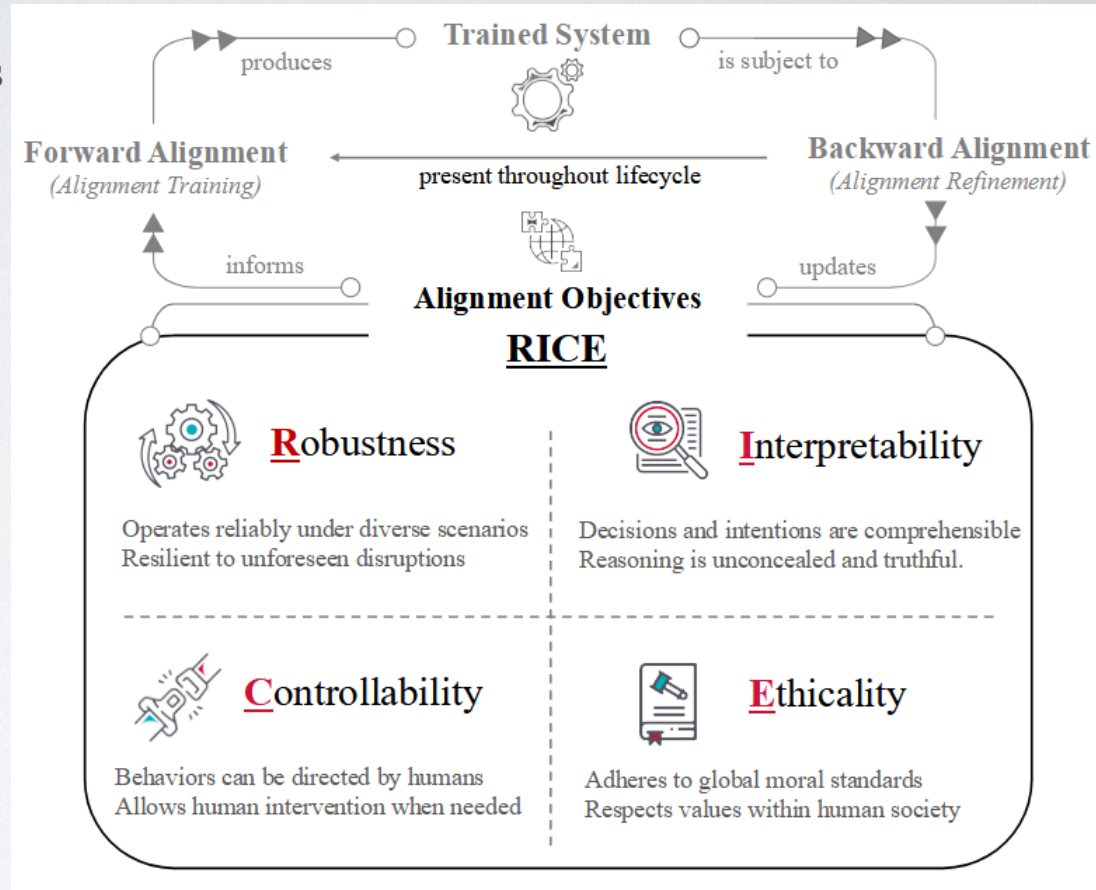 Trained System
produces
is subject to
s
Forward Alignment
(Alignment Training)
Backward Alignment
(Alignment Refinement)
present throughout lifecycle
informs
updates
Alignment Objectives
RICE
Robustness
Operates reliably under diverse scenarios
Resilient to unforeseen disruptions
Interpretability
Decisions and intentions are comprehensible
Reasoning is unconcealed and truthful.
Controllability
Behaviors can be directed by humans
Allows human intervention when needed
Ethicality
Adheres to global moral standards
Respects values within human society